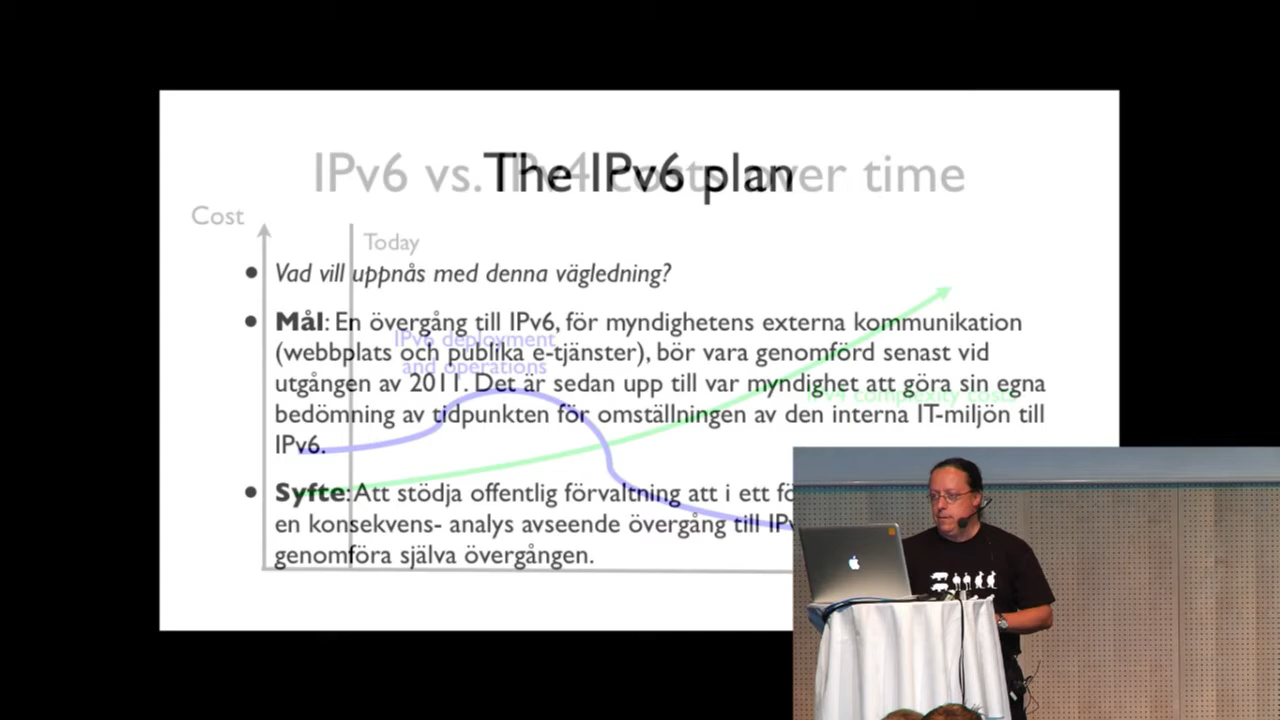 IPv6 vs. IPv4 costs over time
The IPv6 plan
Cost
Today
• Vad vill uppnås med denna vägledning?
• Mål: En övergång till IPv6, för myndighetens externa kommunikation
(webbplats och publika e-tjänster), bör vara genomförd senast vid
utgången av 2011. Det är sedan upp till var myndighet att göra sin egna
bedömning av tidpunkten för omställningen av den interna IT-miljön till
IPv6.
IPv6 deployment
and operations
IPv4 complexity costs
• Syfte: Att stödja offentlig förvaltning att i ett
en konsekvens- analys avseende övergång till
genomföra själva övergången.